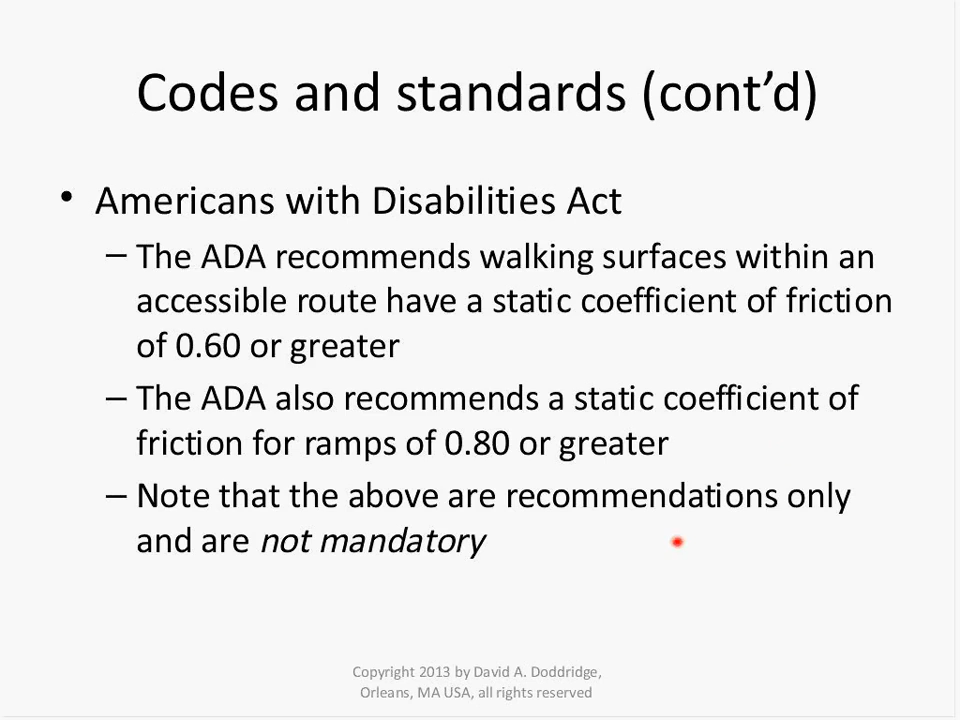 Codes and standards (cont’d)
• Americans with Disabilities Act
– The ADA recommends walking surfaces within an
accessible route have a static coefficient of friction
of 0.60 or greater
– The ADA also recommends a static coefficient of
friction for ramps of 0.80 or greater
– Note that the above are recommendations only
and are not mandatory
Copyright 2013 by David A. Doddridge,
Orleans, MA USA, all rights reserved